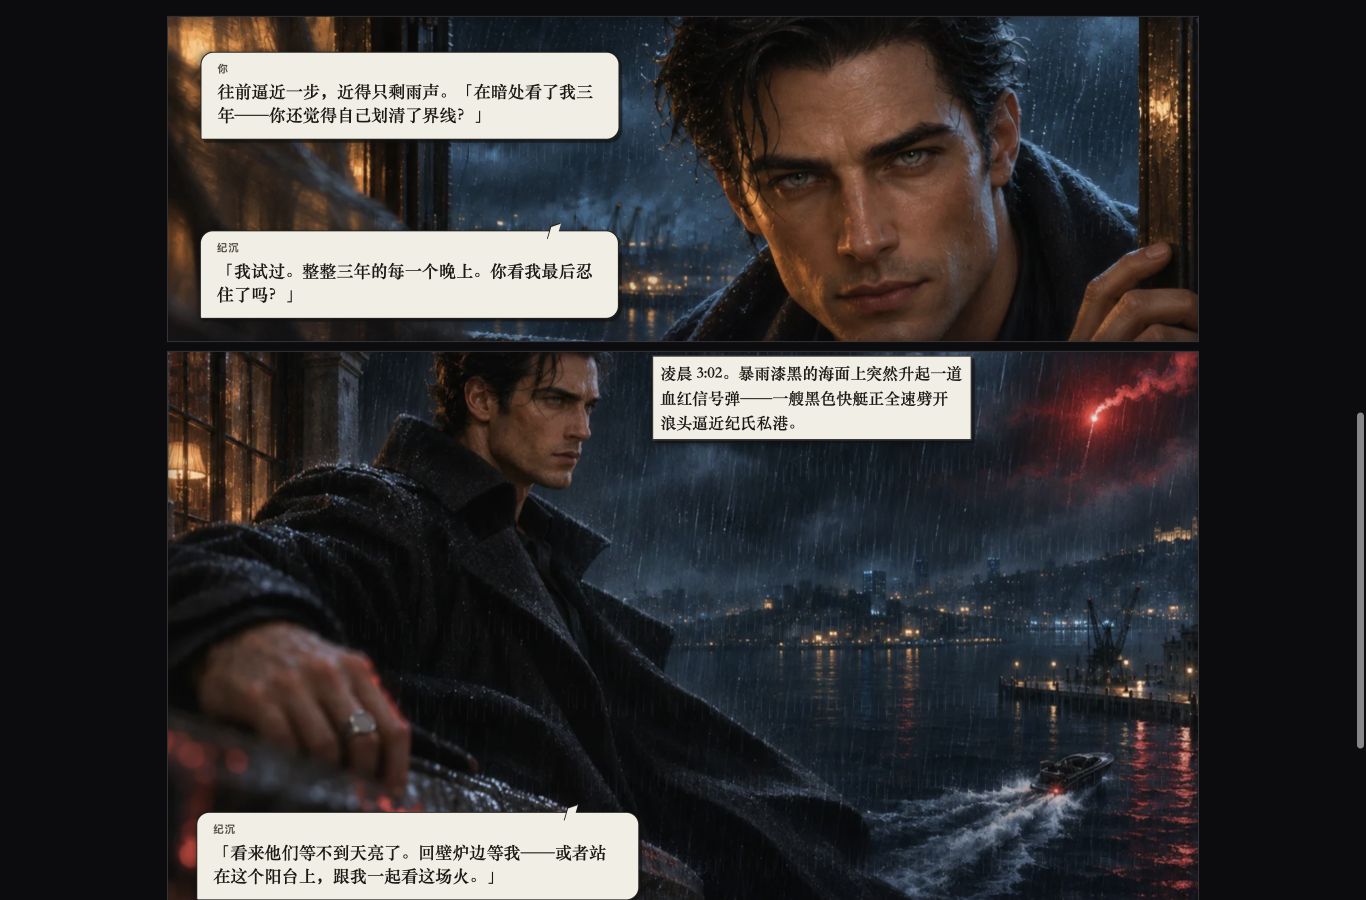 你
往前逼近一步，近得只剩雨声。「在暗处看了我三
年——你还觉得自己划清了界线？」
纪沉
「我试过。整整三年的每一个晚上。你看我最后忍
住了吗？」
凌晨 3:02。暴雨漆黑的海面上突然升起一道
血红信号弹——一艘黑色快艇正全速劈开
浪头逼近纪氏私港。
纪沉
「看来他们等不到天亮了。回壁炉边等我——或者站
在这个阳台上，跟我一起看这场火。」